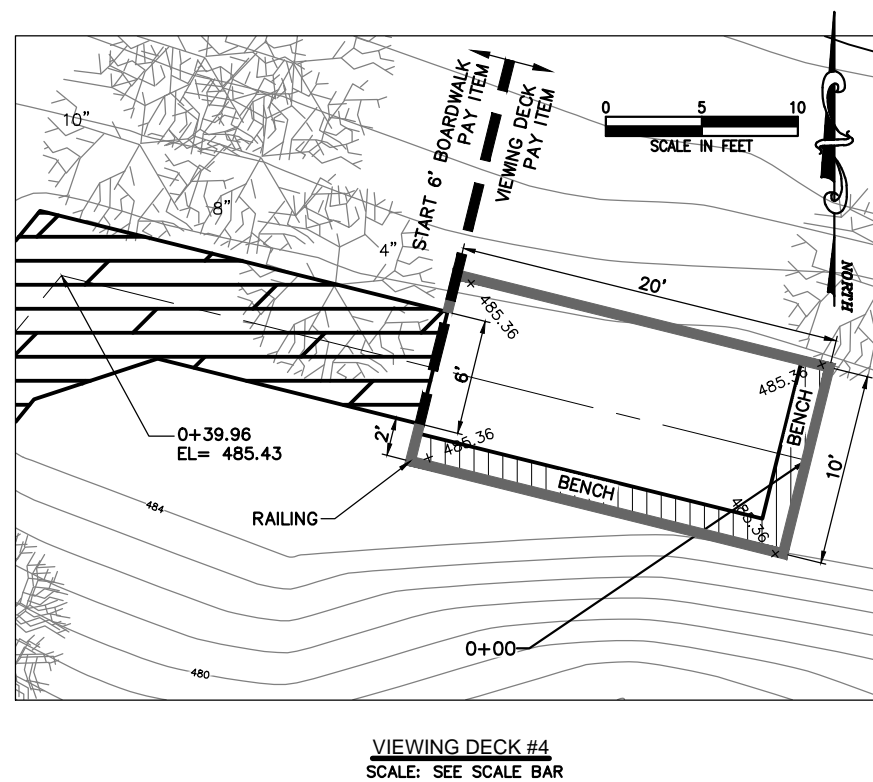 START 6' BOARDWALK
PAY ITEM
VIEWING DECK
PAY ITEM
0 5 10
SCALE IN FEET
NORTH
10"
8"
4"
20'
485.36
485.36
6'
BENCH
10'
2'
485.36
BENCH
485.36
0+39.96
EL= 485.43
484
RAILING
0+00
480
VIEWING DECK #4
SCALE: SEE SCALE BAR